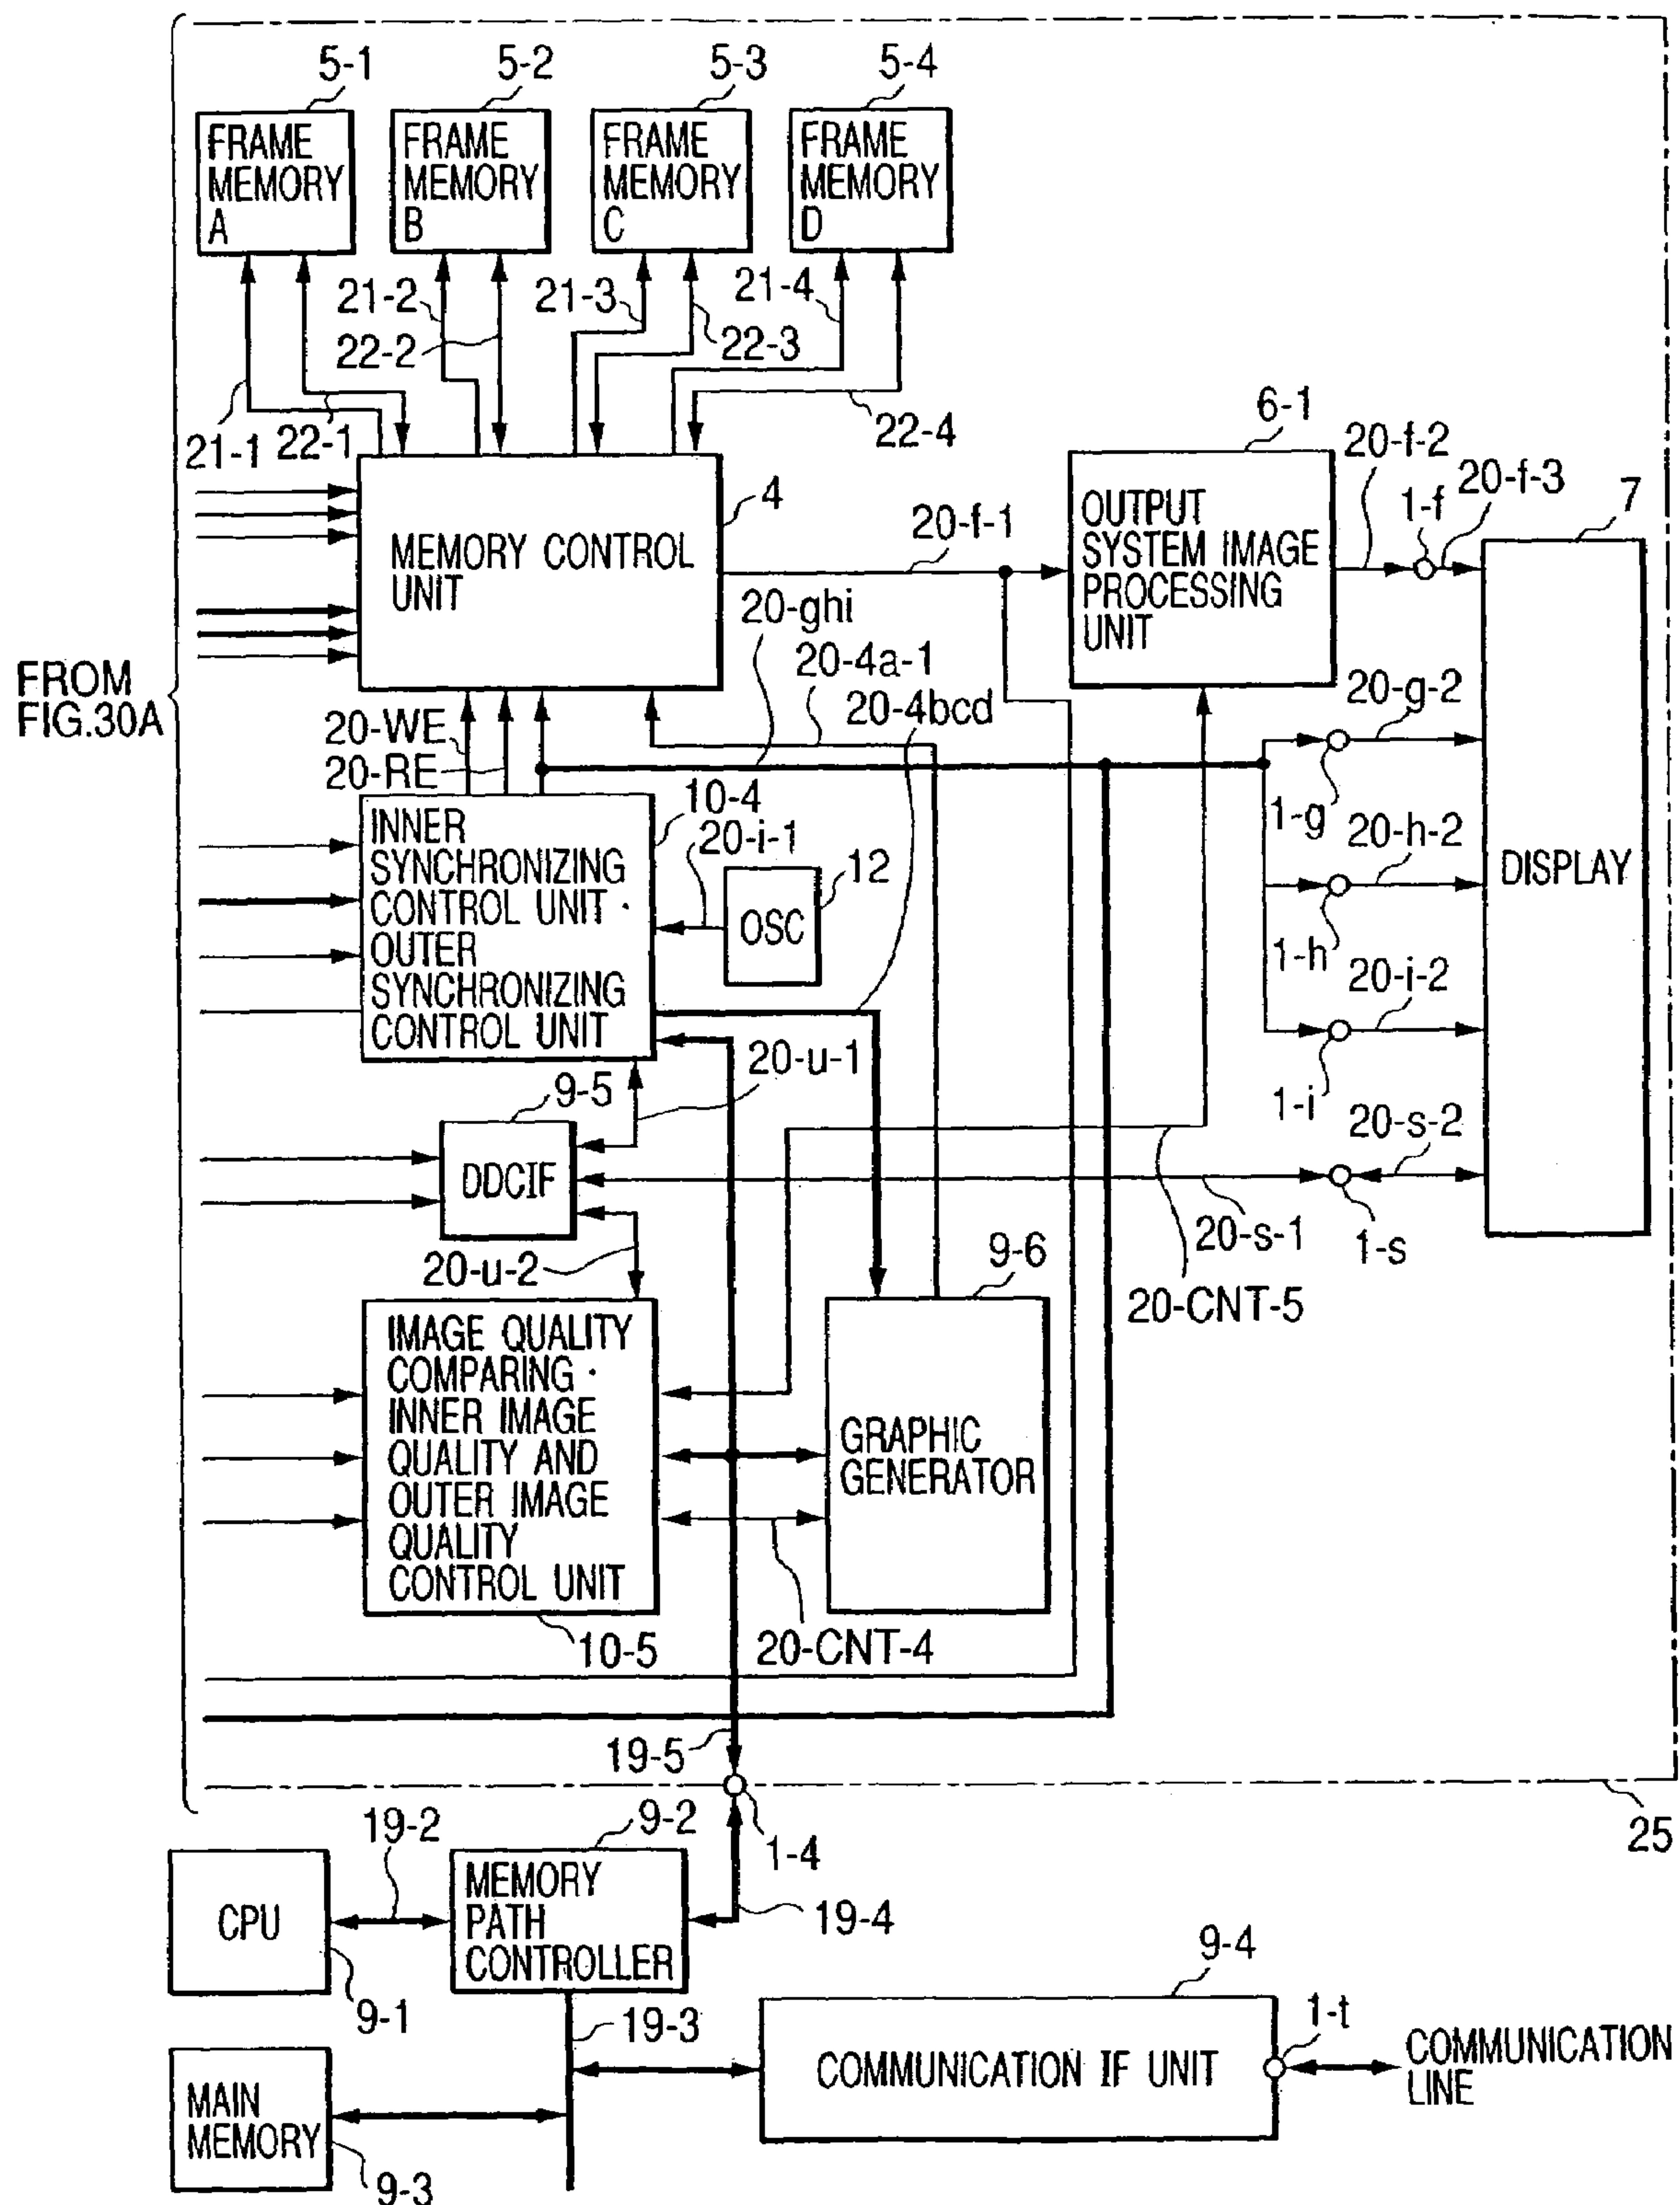 5-1
5-2
5-3
5-4
FRAME
MEMORY
A
FRAME
MEMORY
B
FRAME
MEMORY
C
FRAME
MEMORY
D
21-2
21-3
21-4
22-2
22-3
21-1
22-1
22-4
6-1
20-f-2
20-f-3
1-f
7
4
20-f-1
MEMORY CONTROL
UNIT
OUTPUT
SYSTEM IMAGE
PROCESSING
UNIT
20-ghi
20-4a-1
20-4bcd
FROM
FIG.30A
20-WE
20-RE
20-g-2
1-g
20-h-2
1-h
20-i-2
1-i
20-s-2
DISPLAY
10-4
20-i-1
12
INNER
SYNCHRONIZING
CONTROL UNIT ·
OUTER
SYNCHRONIZING
CONTROL UNIT
OSC
20-u-1
9-5
DDCIF
20-s-1
1-s
20-u-2
9-6
20-CNT-5
IMAGE QUALITY
COMPARING ·
INNER IMAGE
QUALITY AND
OUTER IMAGE
QUALITY
CONTROL UNIT
GRAPHIC
GENERATOR
10-5
20-CNT-4
19-5
25
19-2
9-2
1-4
CPU
MEMORY
PATH
CONTROLLER
19-4
9-1
9-4
19-3
1-t
MAIN
MEMORY
COMMUNICATION IF UNIT
COMMUNICATION
LINE
9-3